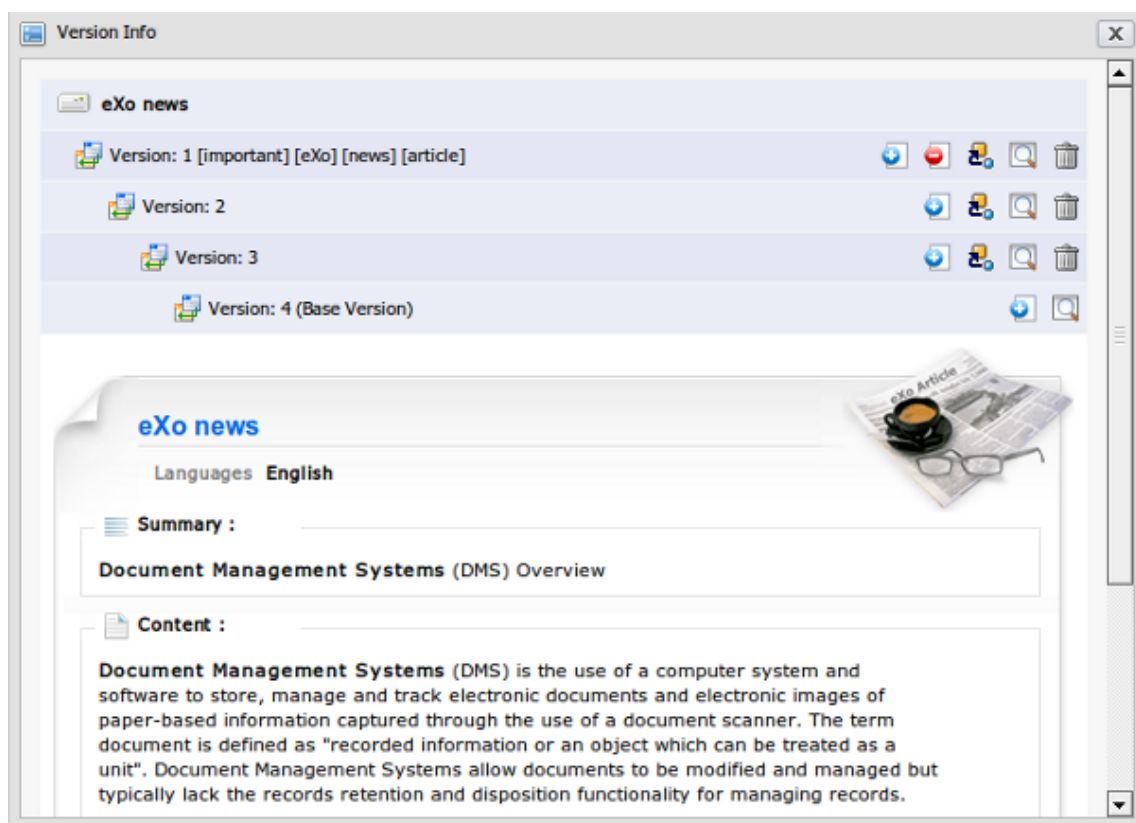 Version Info
X
eXo news
Version: 1 [important] [eXo] [news] [article]
Version: 2
Version: 3
Version: 4 (Base Version)
eXo Article
eXo news
Languages English
Summary :
Document Management Systems (DMS) Overview
Content :
Document Management Systems (DMS) is the use of a computer system and
software to store, manage and track electronic documents and electronic images of
paper-based information captured through the use of a document scanner. The term
document is defined as "recorded information or an object which can be treated as a
unit". Document Management Systems allow documents to be modified and managed but
typically lack the records retention and disposition functionality for managing records.